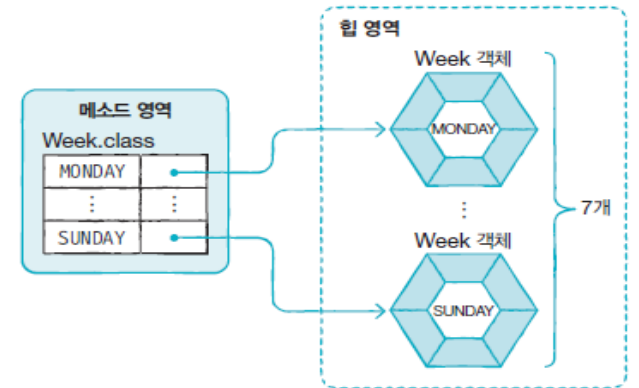 힙 영역
Week 객체
MONDAY
메소드 영역
Week.class
MONDAY
⋮ ⋮
SUNDAY
⋮
7개
Week 객체
SUNDAY